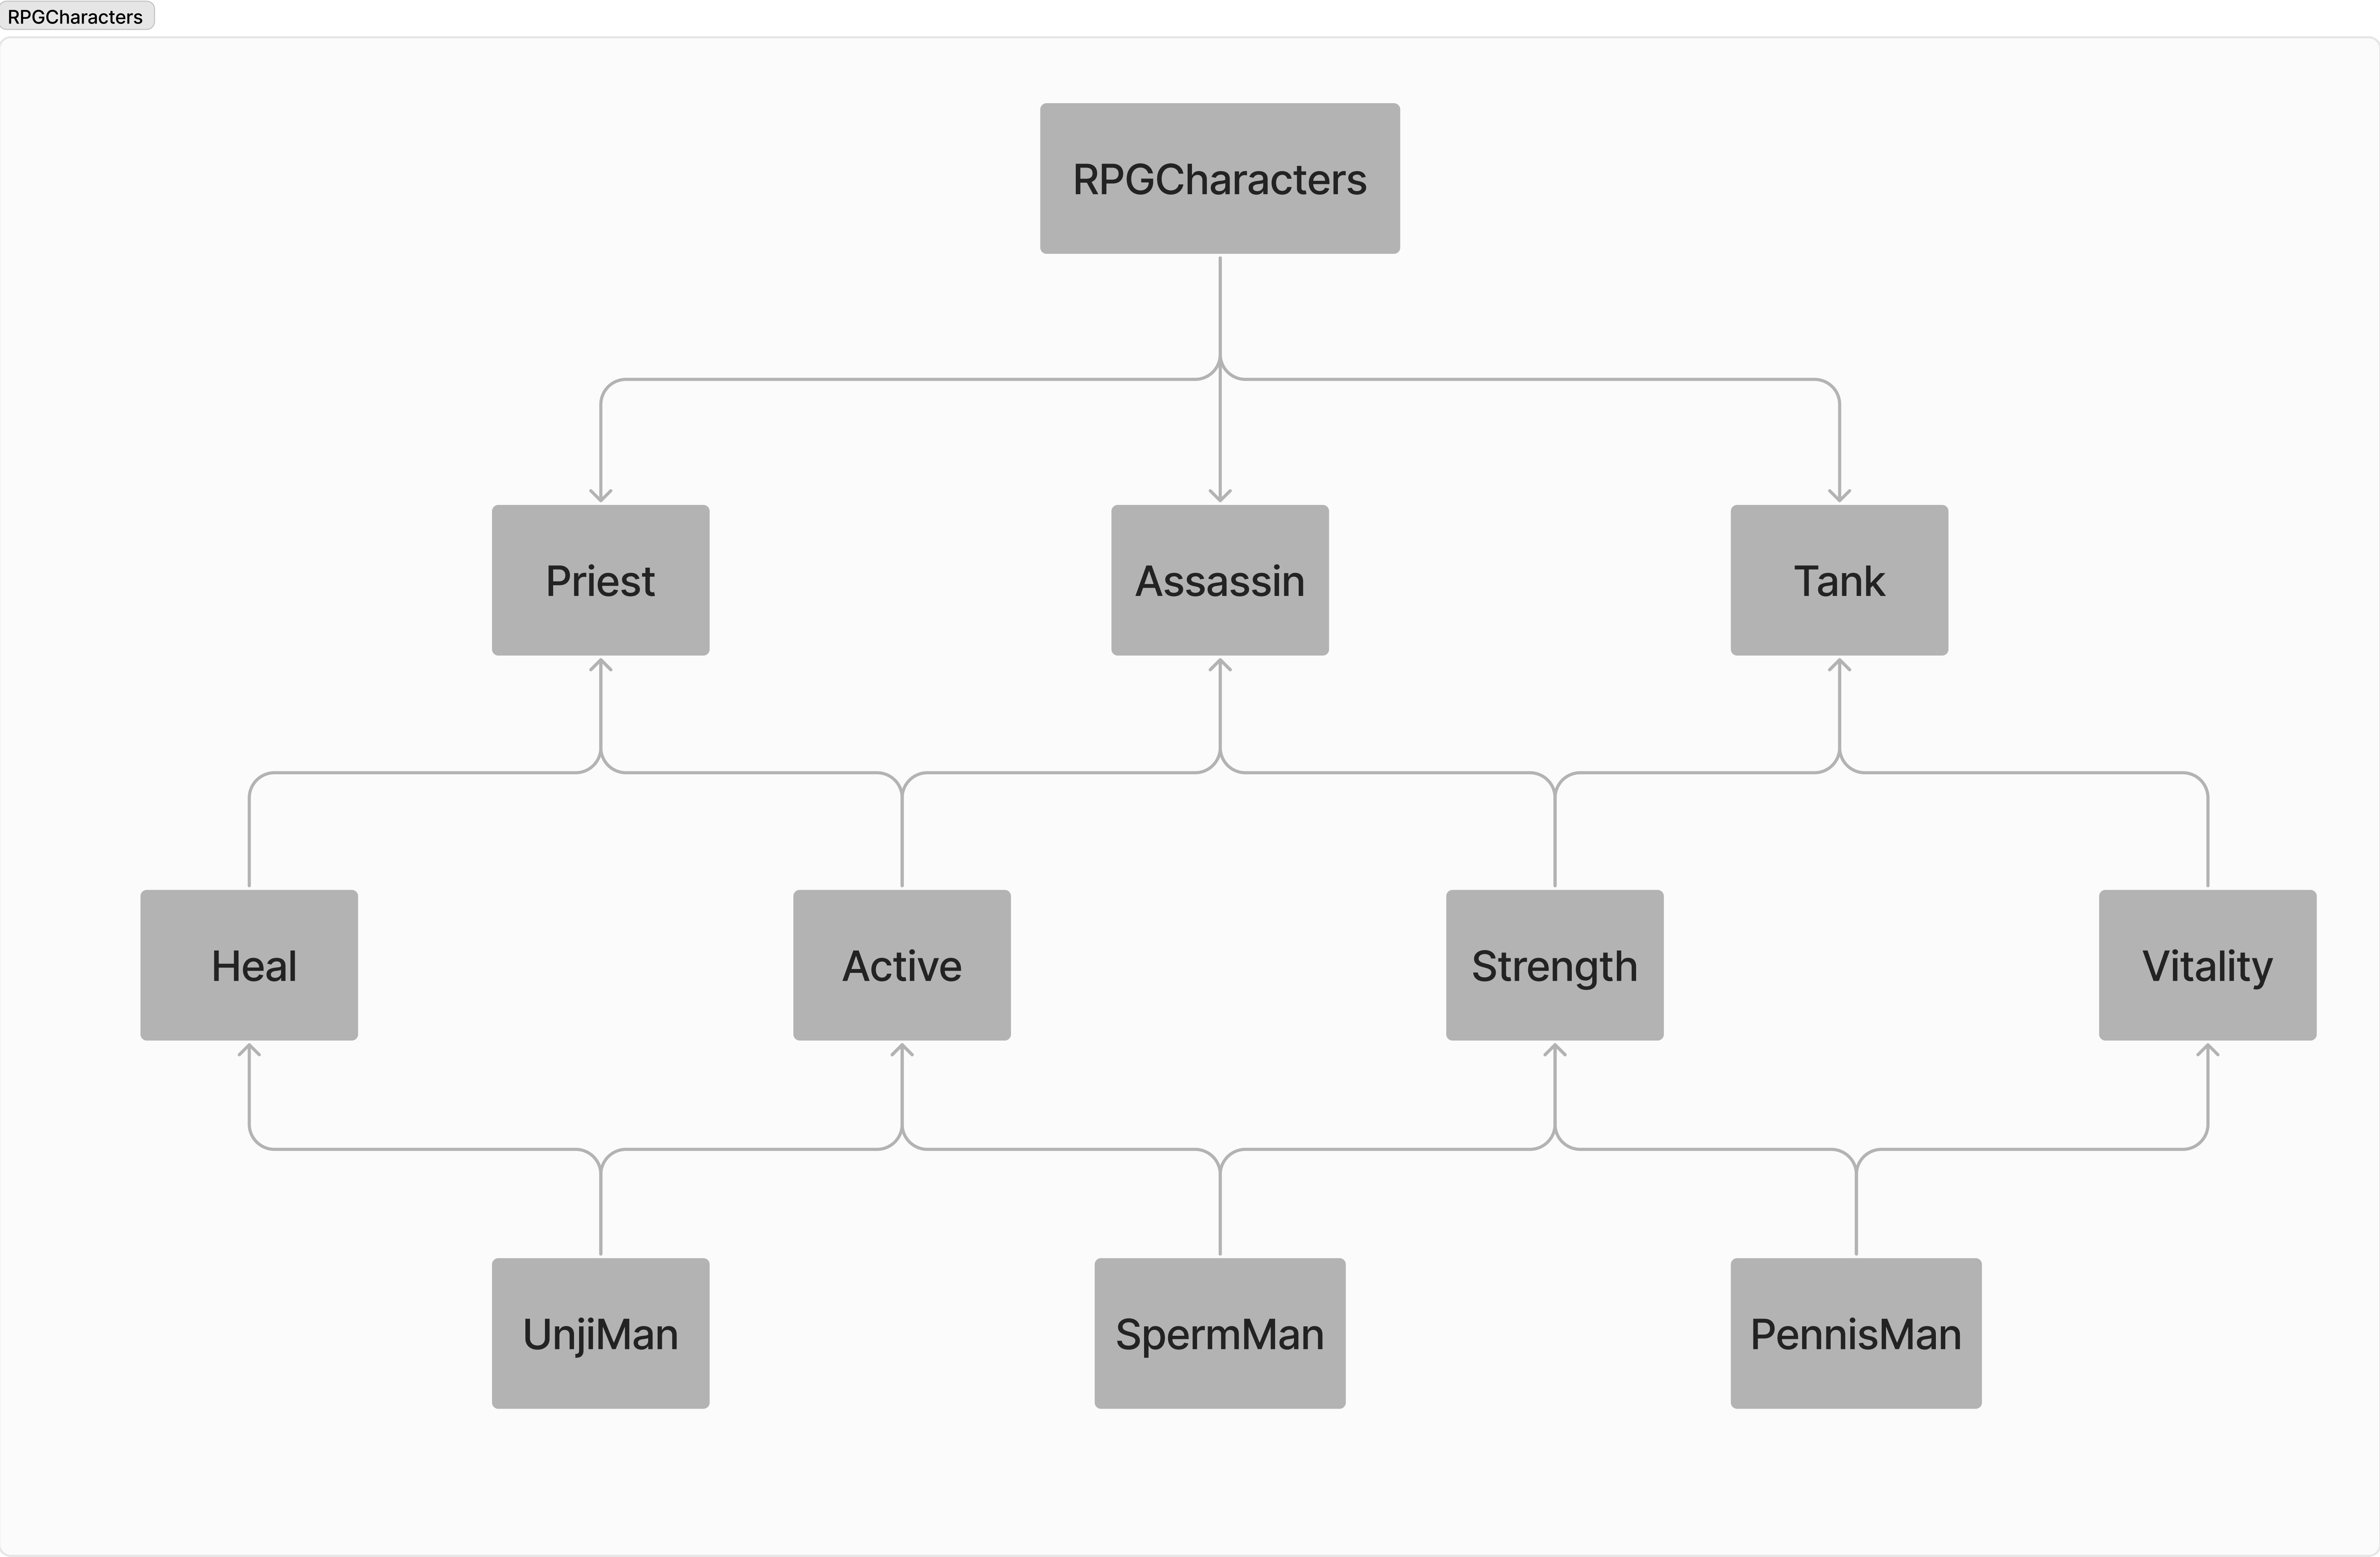 RPGCharacters
RPGCharacters
Priest
Assassin
Tank
Heal
Active
Strength
Vitality
UnjiMan
SpermMan
PennisMan